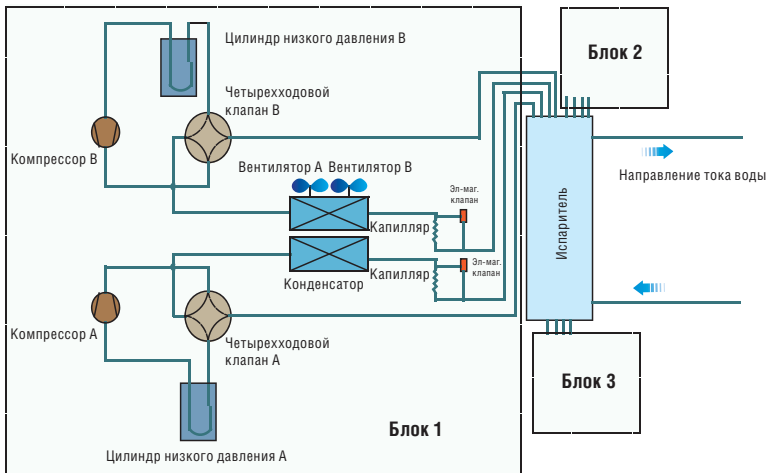 Цилиндр низкого давления В
Блок 2
Четырехходовой
клапан В
Компрессор В
Вентилятор А Вентилятор В
Эл-маг.
клапан
Капилляр
Направление тока воды
Испаритель
Капилляр
Эл-маг.
клапан
Конденсатор
Компрессор А
Четырехходовой
клапан А
Блок 3
Блок 1
Цилиндр низкого давления А